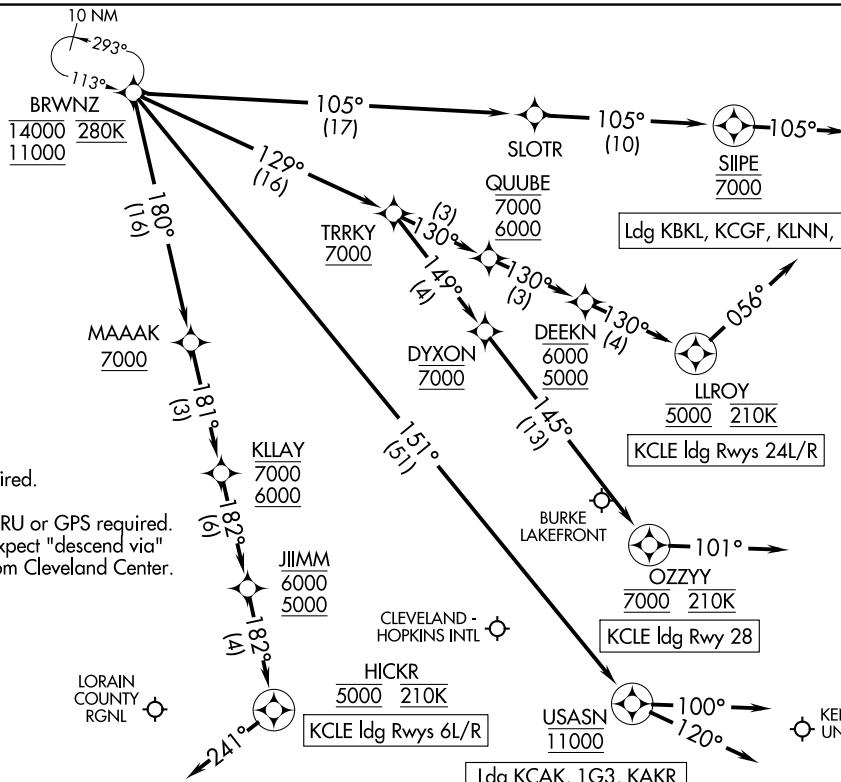 10 NM
293°
113°
BRWNZ
14000 280K
11000
105°
(17)
SLOTR
105°
(10)
SIIPE
7000
105°
Ldg KBKL, KCGF, KLNN,
129°
(16)
TRRKY
7000
(3)
130°
QUUBE
7000
6000
130°
(3)
DEEKN
6000
5000
130°
(4)
056°
LLROY
5000 210K
KCLE ldg Rwys 24L/R
149°
(4)
DYXON
7000
145°
(13)
BURKE
LAKEFRONT
OZZYY
7000 210K
101°
KCLE ldg Rwy 28
180°
(16)
MAAAK
7000
181°
(3)
KLLAY
7000
6000
182°
(6)
JIIMM
6000
5000
182°
(4)
HICKR
5000 210K
KCLE ldg Rwys 6L/R
241°
151°
(51)
USASN
11000
100°
120°
Ldg KCAK, 1G3, KAKR
ired.
RU or GPS required.
xpect "descend via"
om Cleveland Center.
CLEVELAND -
HOPKINS INTL
LORAIN
COUNTY
RGNL
UN